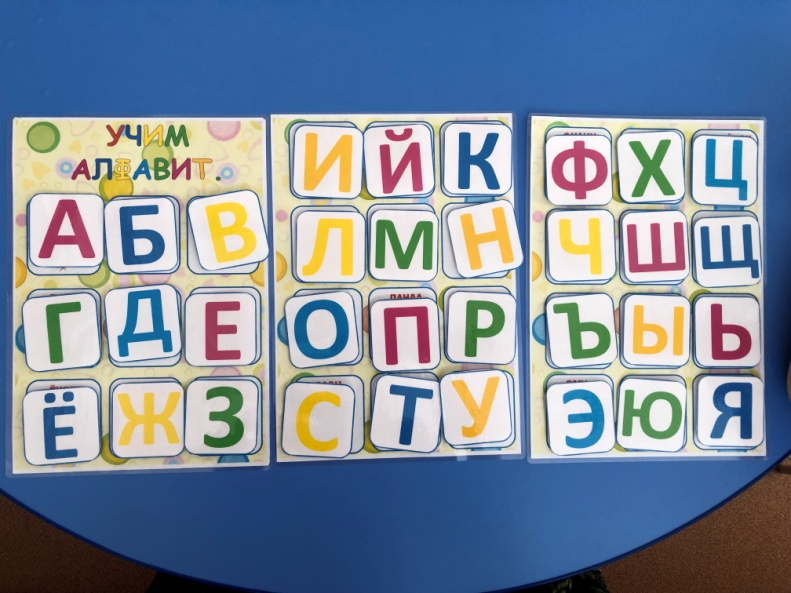 УЧИМ
АЛФАВИТ.
А Б В
Г Д Е
Ё Ж З
И Й К
Л М Н
О П Р
С Т У
Ф Х Ц
Ч Ш Щ
Ъ Ы Ь
Э Ю Я